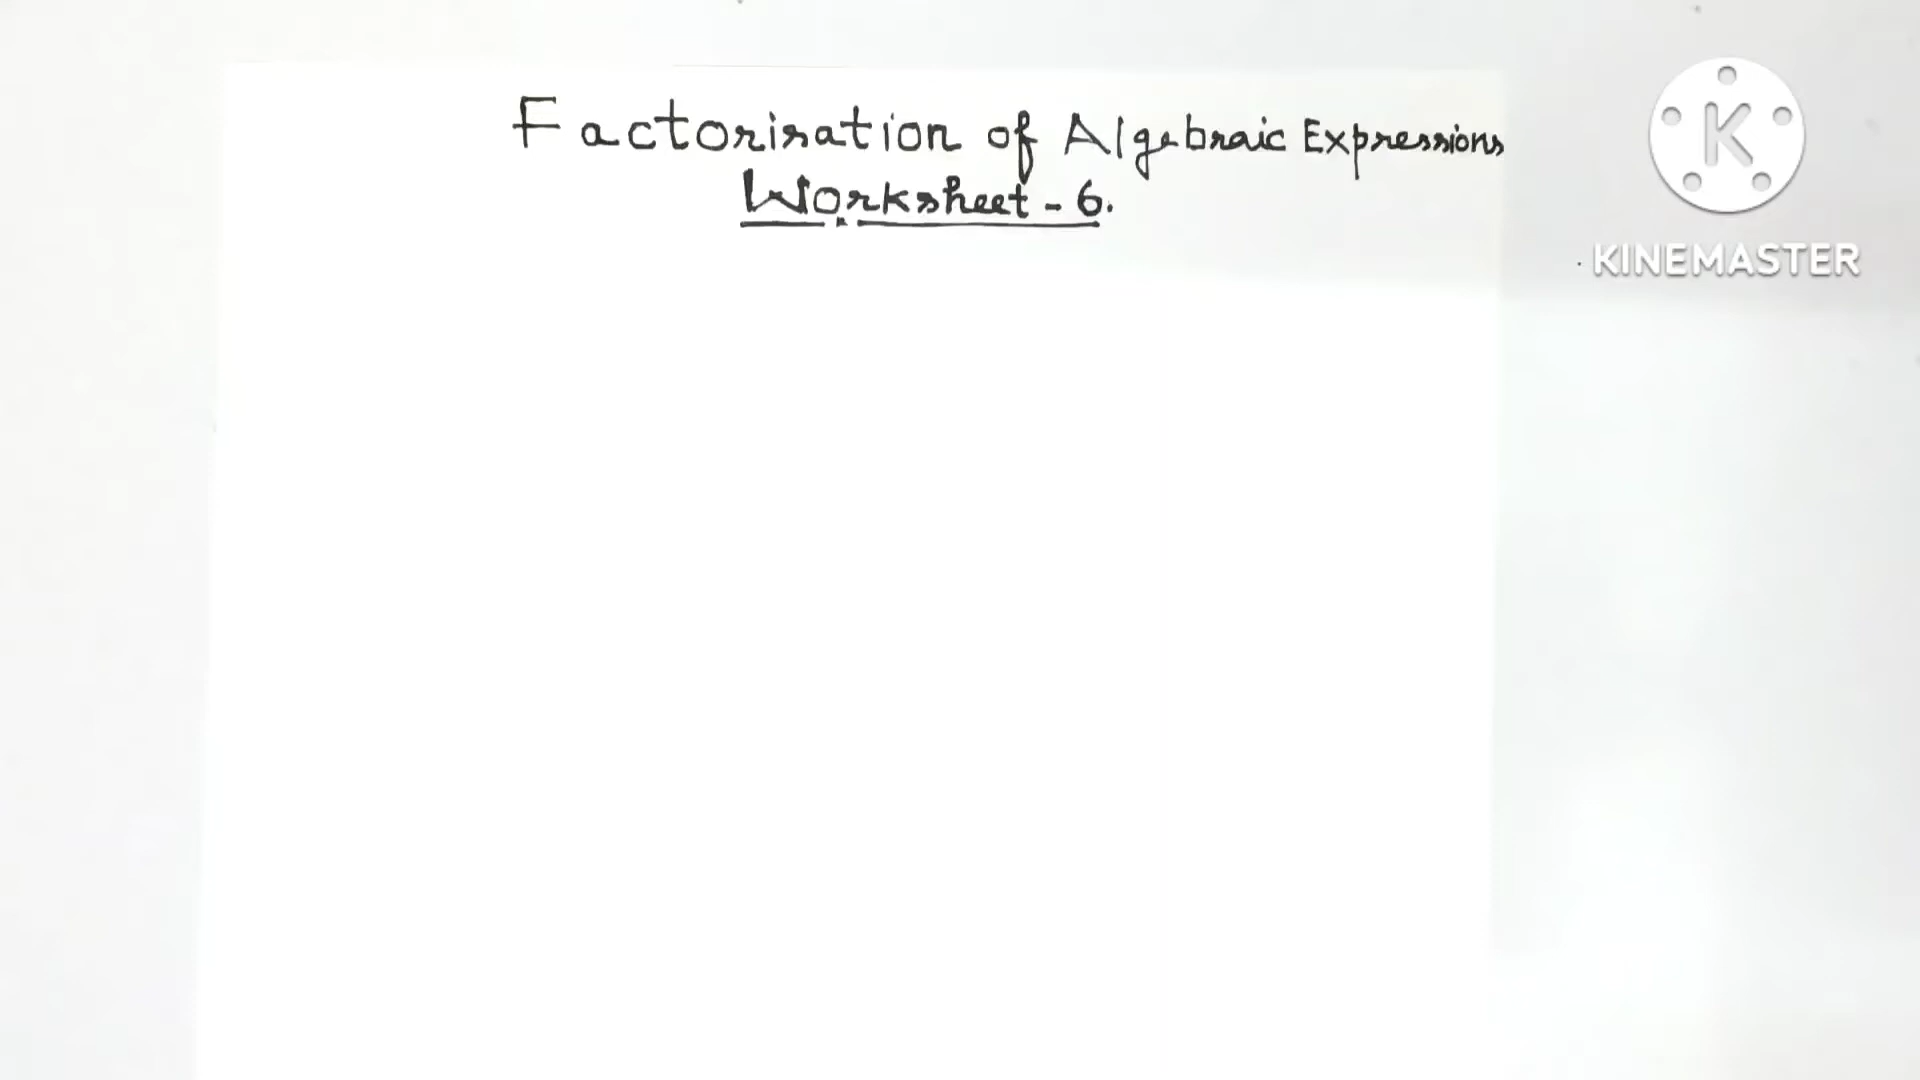 Factorisation of Algebraic Expressions
Worksheet - 6.
K
KINEMASTER